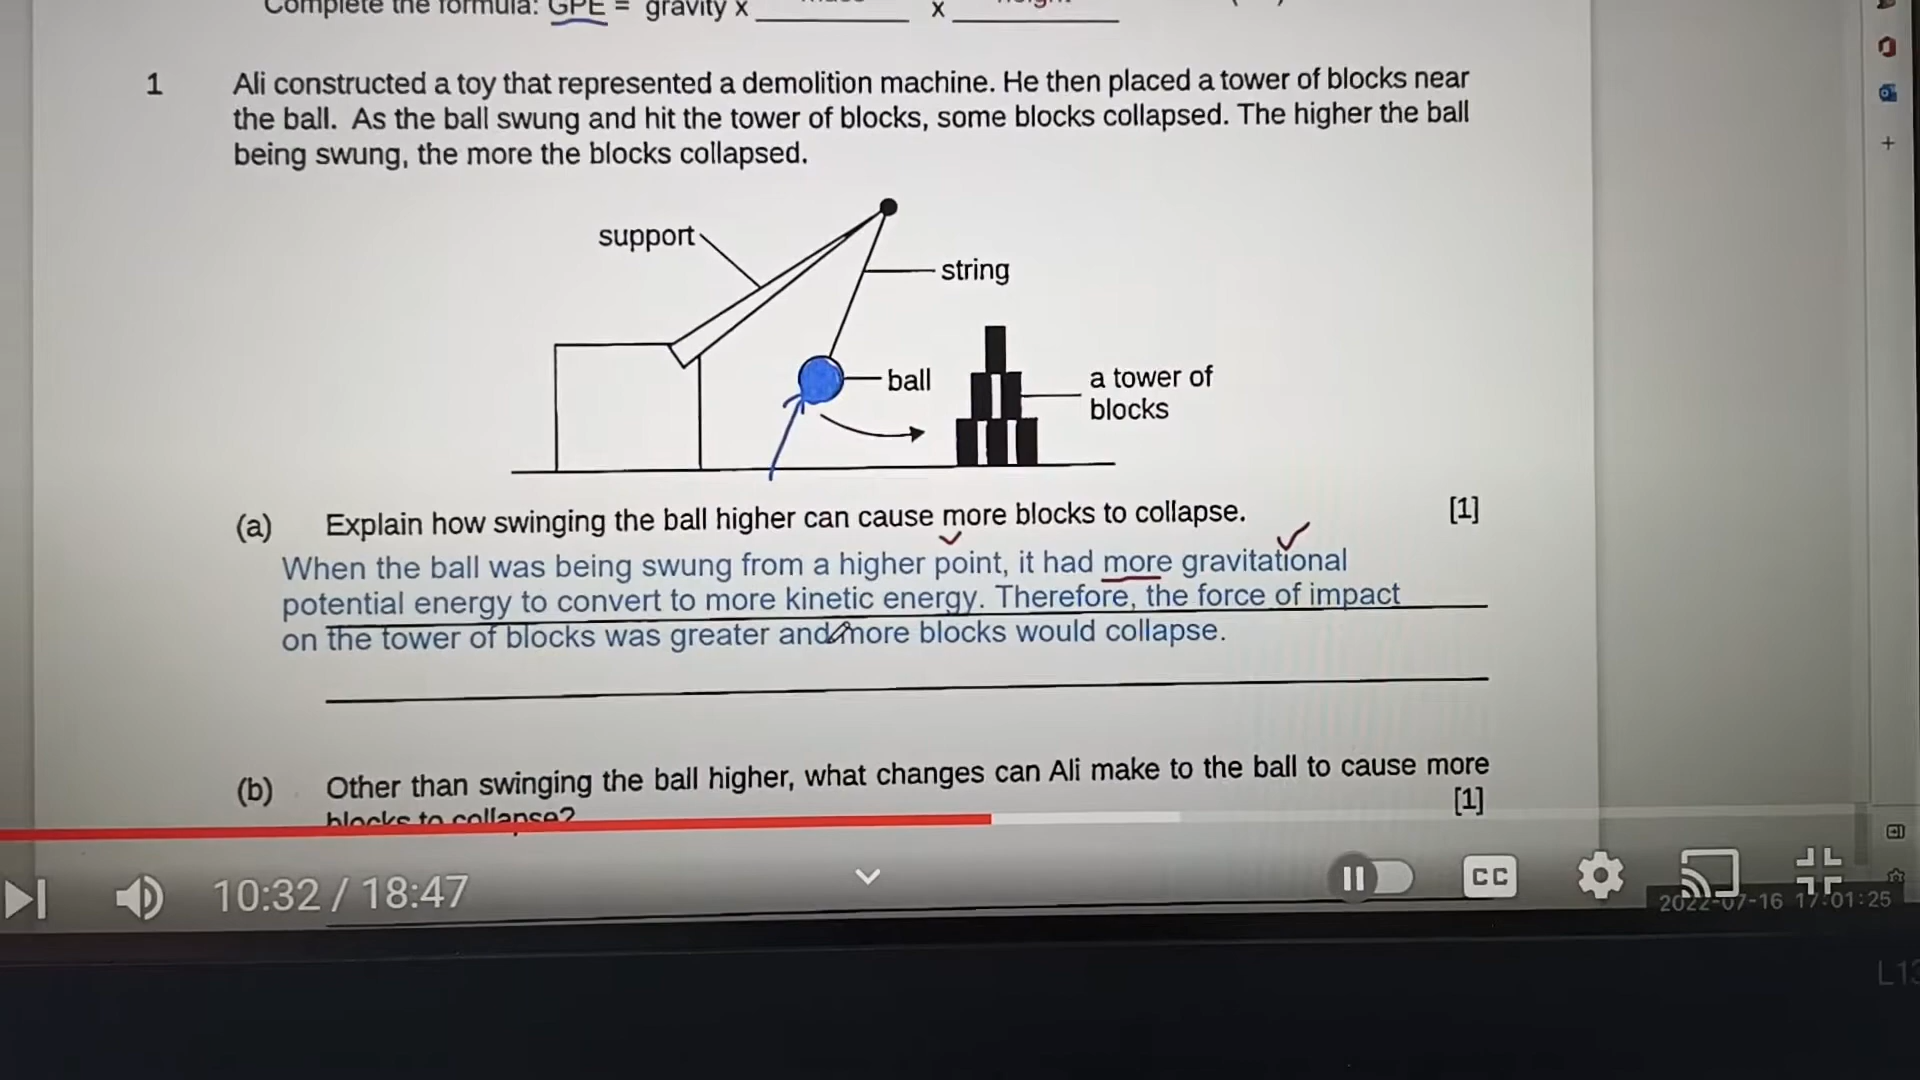 Complete the formula: GPE = gravity x
x
1 Ali constructed a toy that represented a demolition machine. He then placed a tower of blocks near
the ball. As the ball swung and hit the tower of blocks, some blocks collapsed. The higher the ball
being swung, the more the blocks collapsed.
support
string
ball
a tower of
blocks
(a) Explain how swinging the ball higher can cause more blocks to collapse. [1]
When the ball was being swung from a higher point, it had more gravitational
potential energy to convert to more kinetic energy. Therefore, the force of impact
on the tower of blocks was greater and more blocks would collapse.
(b) Other than swinging the ball higher, what changes can Ali make to the ball to cause more
blocks to collapse? [1]
10:32 / 18:47
CC
2022-07-16 17:01:25